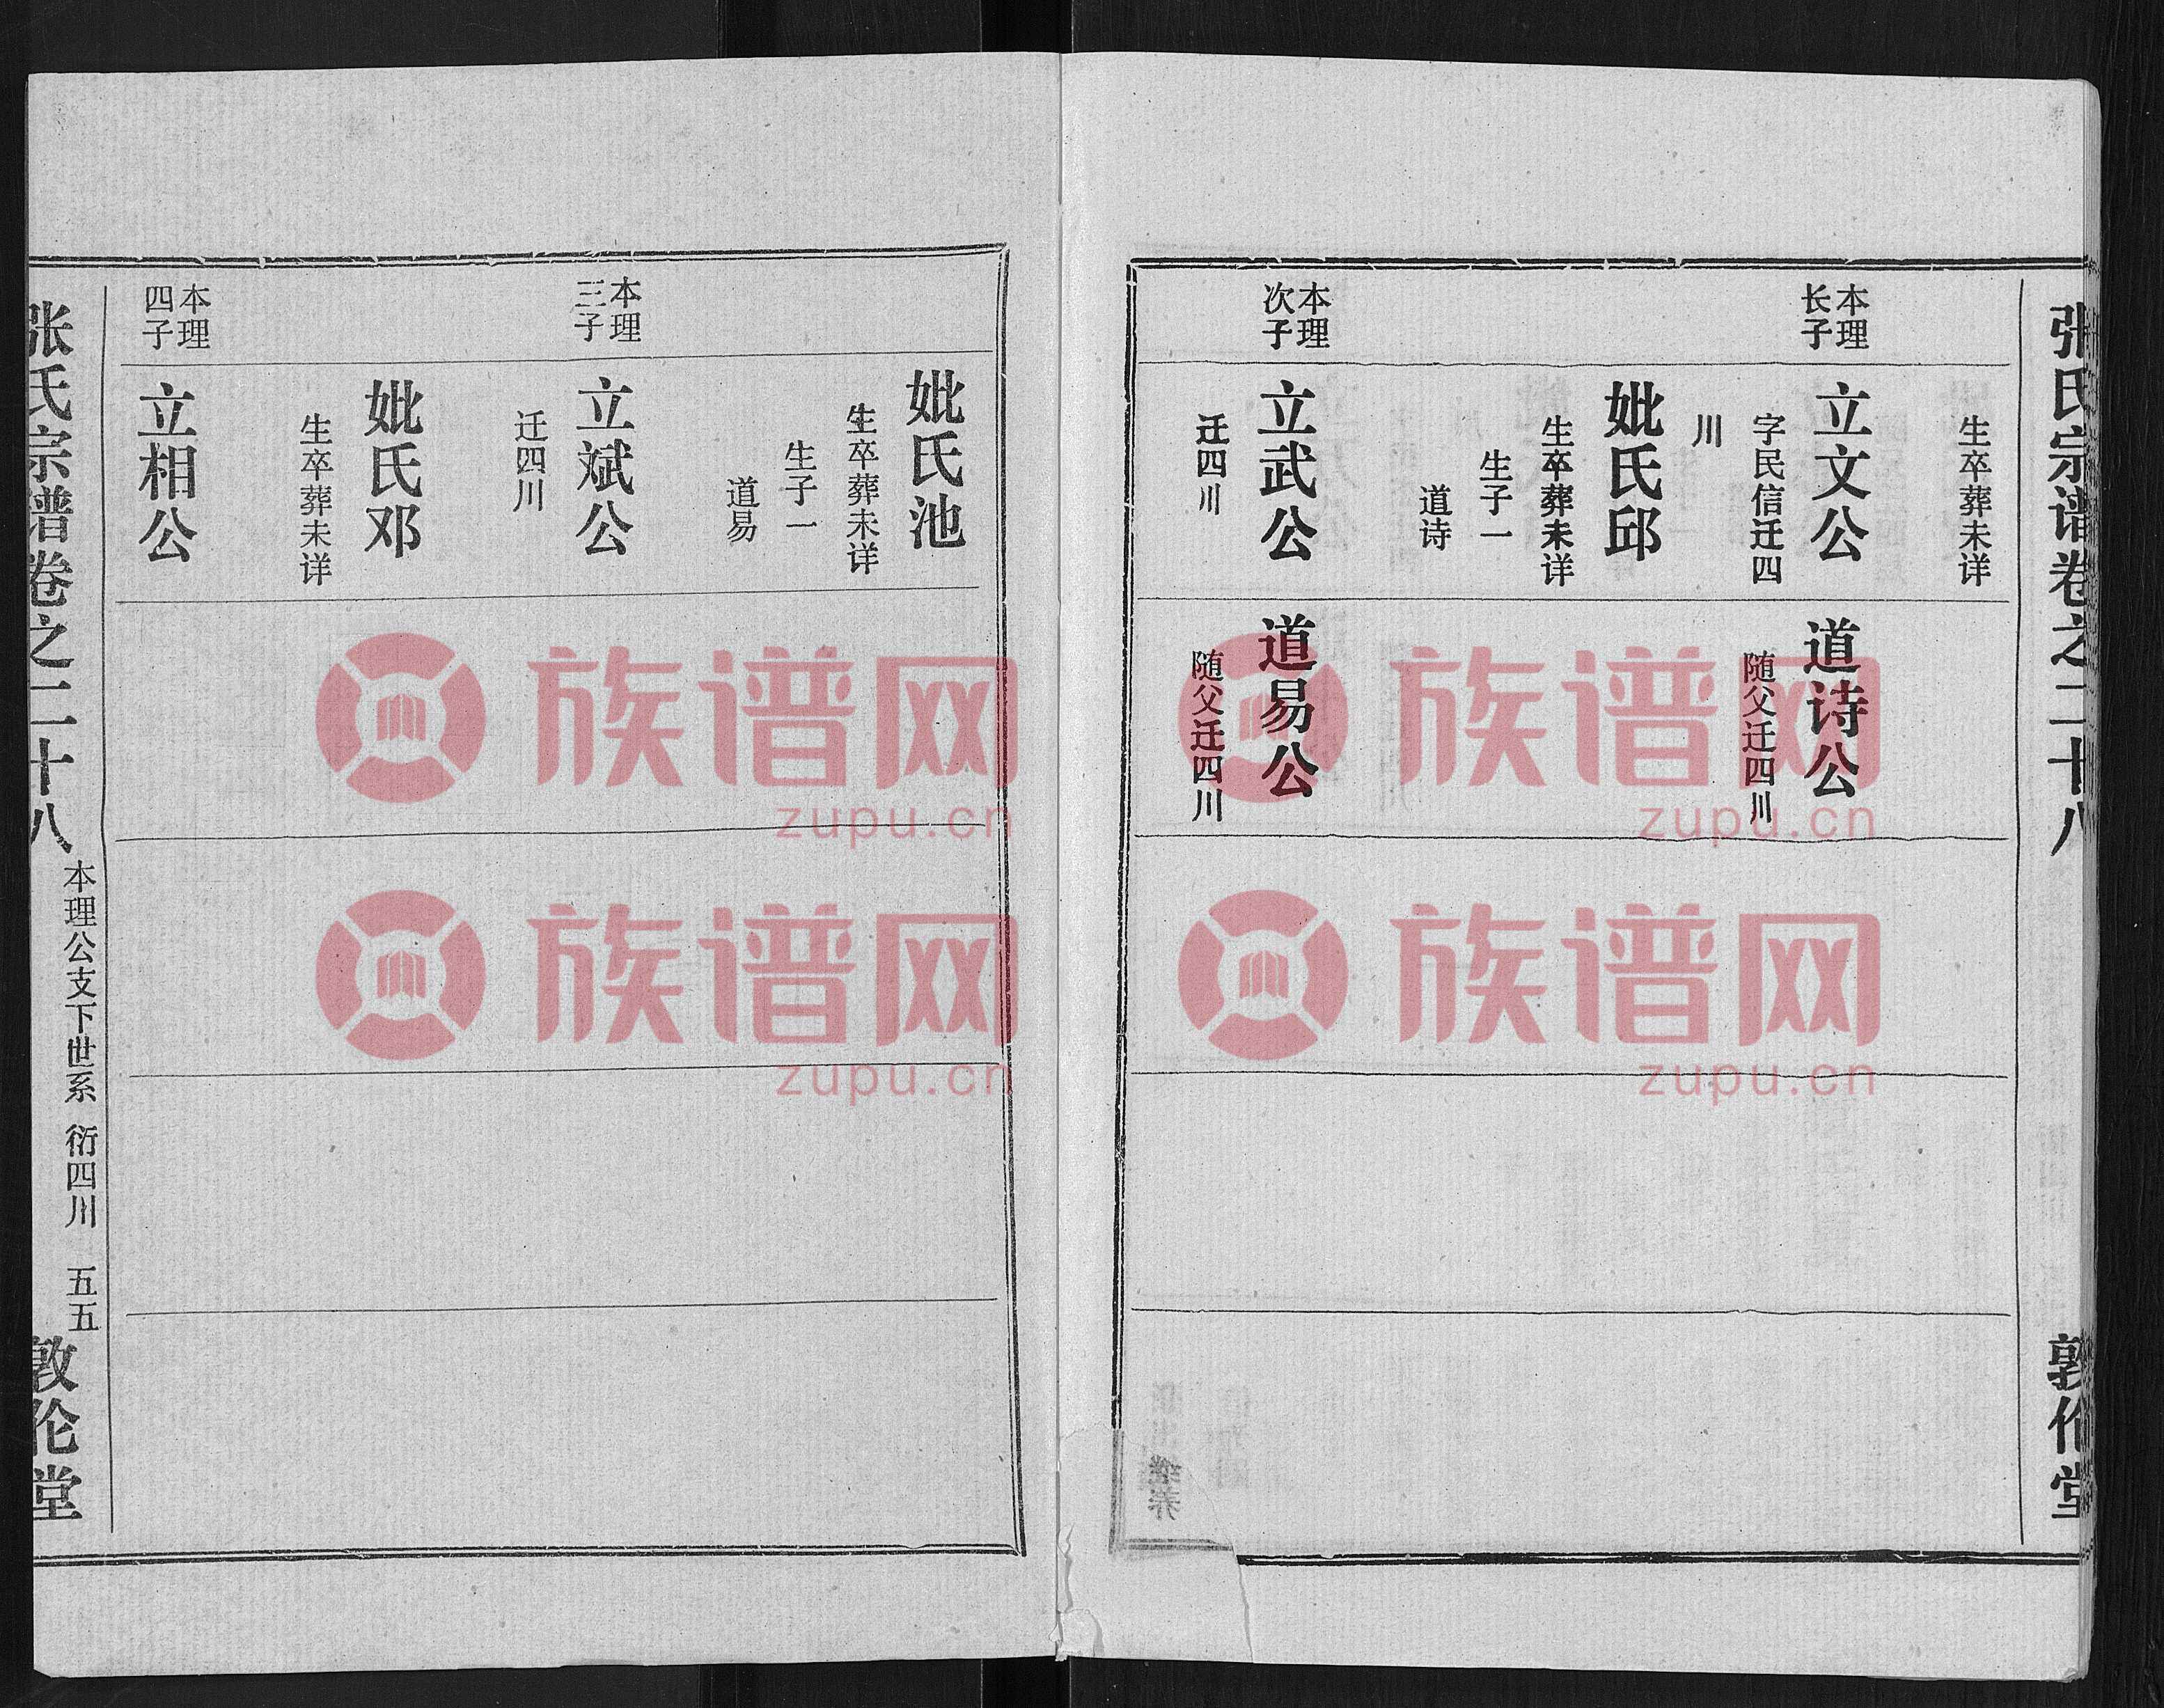 张氏宗谱卷之二十八
敦伦堂
生卒葬未详
本理
长子
立文公
字民信迁四
川
妣氏邱
生卒葬未详
生子一
道诗
道诗公
随父迁四川
本理
次子
立武公
迁四川
道易公
随父迁四川
妣氏池
生卒葬未详
生子一
道易
本理
三子
立斌公
迁四川
妣氏邓
生卒葬未详
本理
四子
立相公
张氏宗谱卷之二十八
本理公支下世系 衍四川 五五
敦伦堂
族谱网
zupu.cn
族谱网
zupu.cn
族谱网
zupu.cn
族谱网
zupu.cn